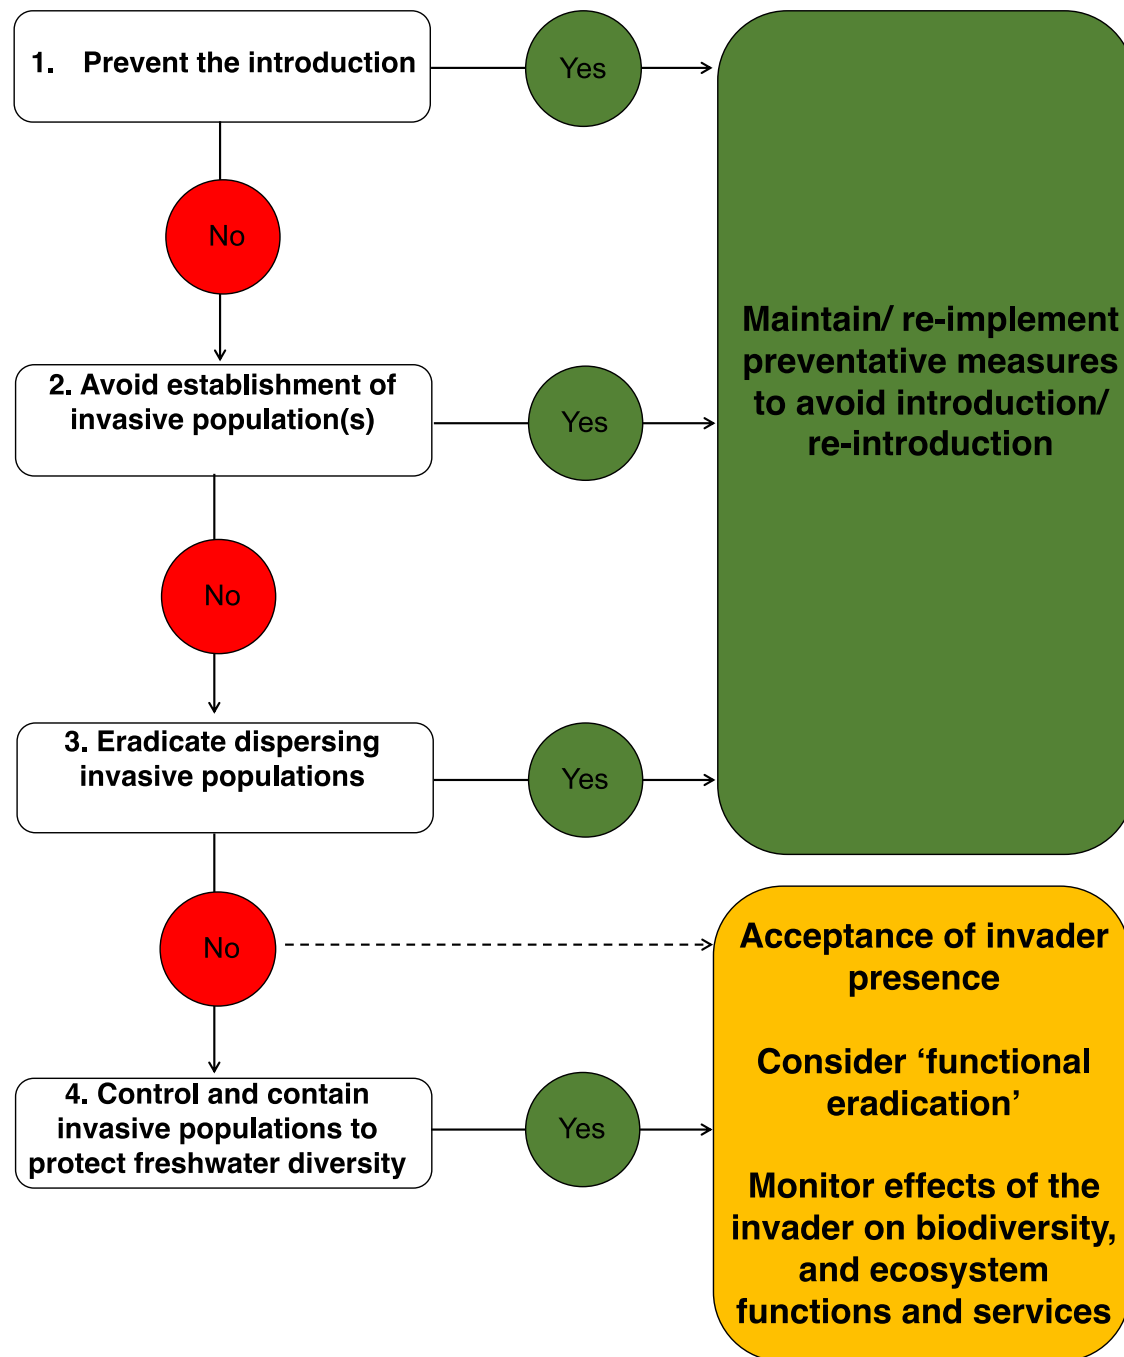 1. Prevent the introduction
Yes
No
2. Avoid establishment of
invasive population(s)
Yes
No
3. Eradicate dispersing
invasive populations
Yes
No
4. Control and contain
invasive populations to
protect freshwater diversity
Yes
Maintain/ re-implement
preventative measures
to avoid introduction/
re-introduction
Acceptance of invader
presence
Consider ‘functional
eradication’
Monitor effects of the
invader on biodiversity,
and ecosystem
functions and services